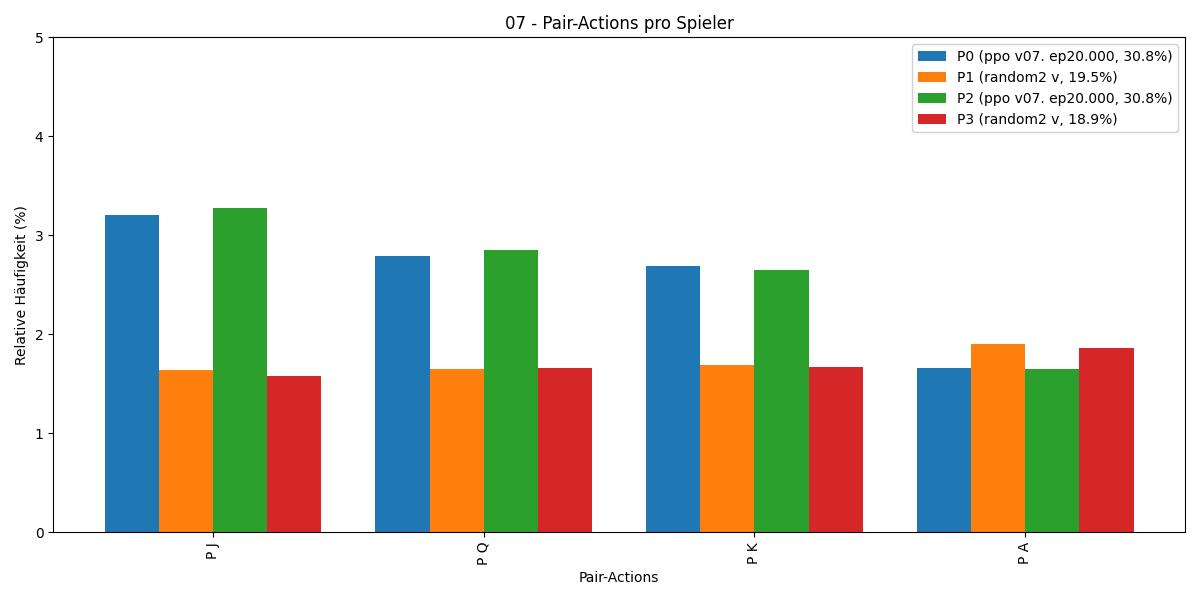 07 - Pair-Actions pro Spieler
P0 (ppo v07. ep20.000, 30.8%)
P1 (random2 v, 19.5%)
P2 (ppo v07. ep20.000, 30.8%)
P3 (random2 v, 18.9%)
Relative Häufigkeit (%)
5
4
3
2
1
0
P J
P Q
P K
P A
Pair-Actions